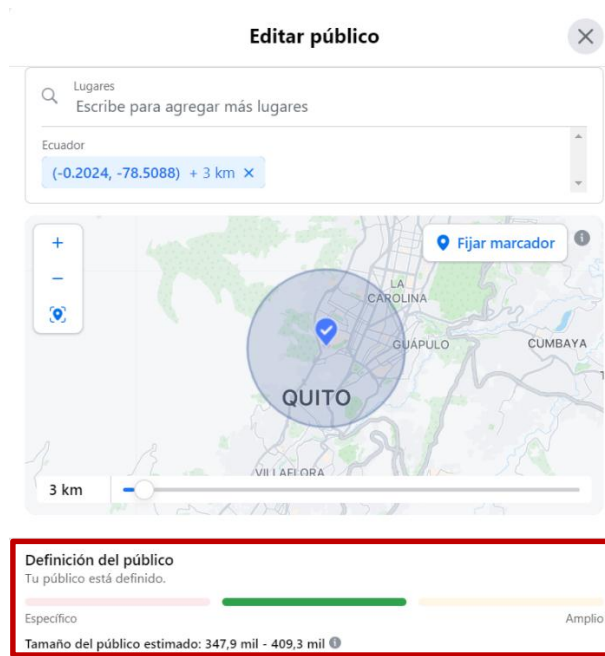 Editar público
Lugares
Escribe para agregar más lugares
Ecuador
(-0.2024, -78.5088) + 3 km ×
+
Fijar marcador
−
LA
CAROLINA
GUÁPULO
CUMBAYA
QUITO
VILLAFLORA
3 km
Definición del público
Tu público está definido.
Específico
Amplio
Tamaño del público estimado: 347,9 mil - 409,3 mil